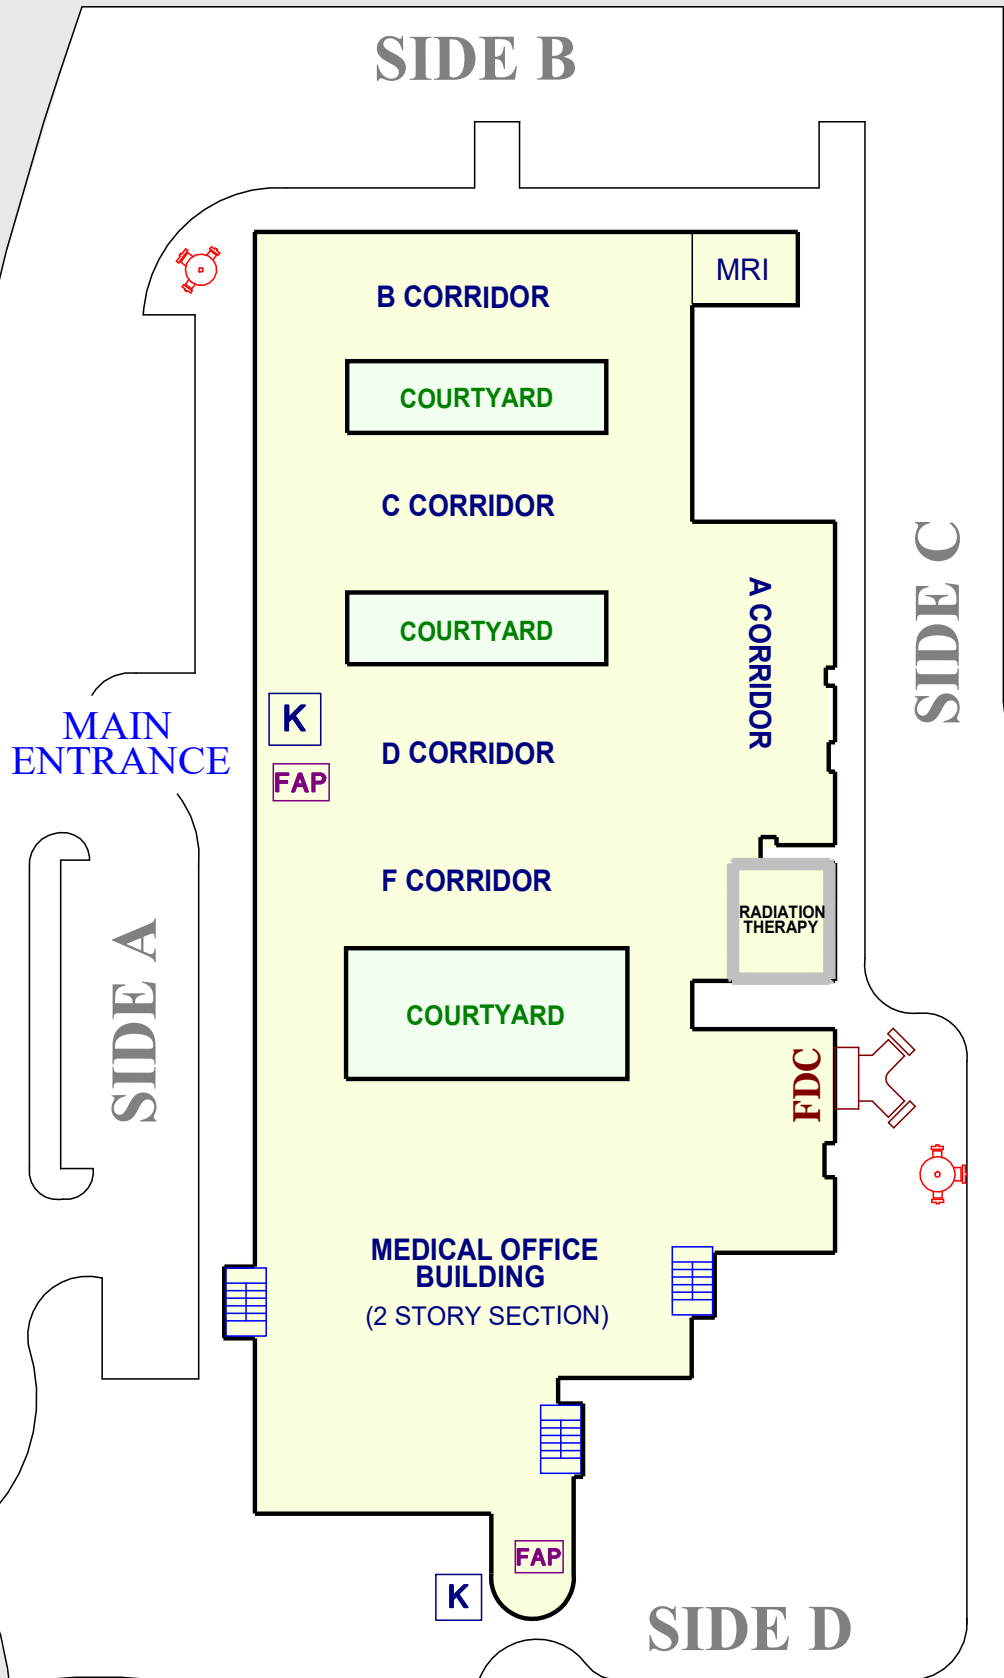 SIDE B
MRI
B CORRIDOR
COURTYARD
C CORRIDOR
SIDE C
A CORRIDOR
COURTYARD
K
MAIN
ENTRANCE
D CORRIDOR
FAP
F CORRIDOR
RADIATION
THERAPY
SIDE A
COURTYARD
FDC
MEDICAL OFFICE
BUILDING
(2 STORY SECTION)
FAP
K
SIDE D